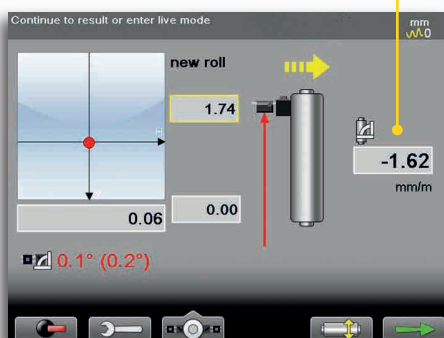 Continue to result or enter live mode
mm
0
new roll
1.74
-1.62
mm/m
0.00
0.06
0.1° (0.2°)